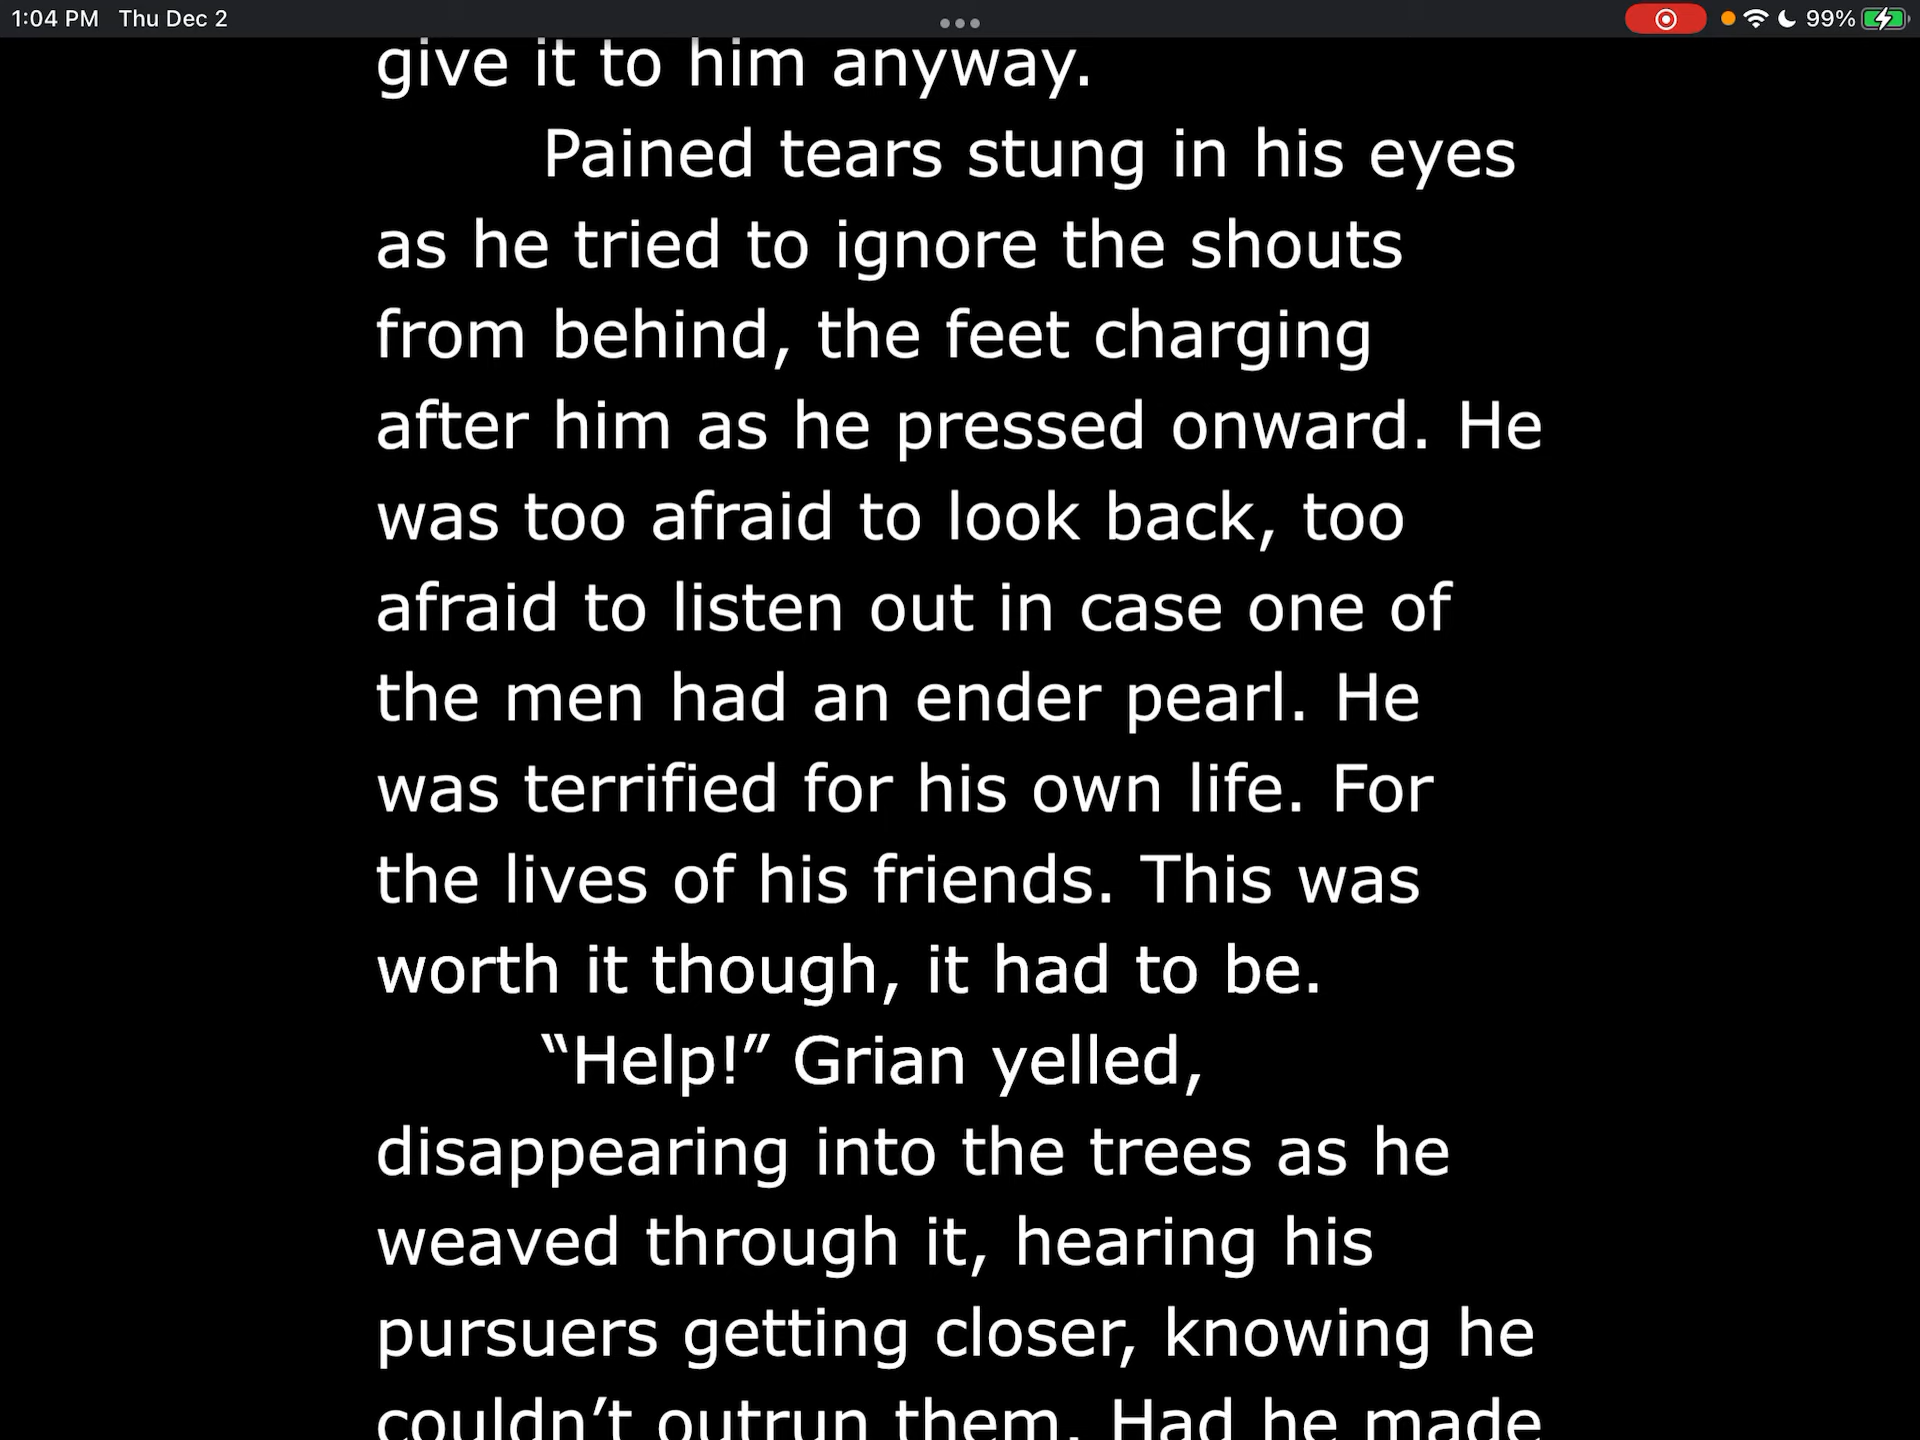 1:04 PM Thu Dec 2
99%
give it to him anyway.
Pained tears stung in his eyes
as he tried to ignore the shouts
from behind, the feet charging
after him as he pressed onward. He
was too afraid to look back, too
afraid to listen out in case one of
the men had an ender pearl. He
was terrified for his own life. For
the lives of his friends. This was
worth it though, it had to be.
“Help!” Grian yelled,
disappearing into the trees as he
weaved through it, hearing his
pursuers getting closer, knowing he
couldn’t outrun them. Had he made